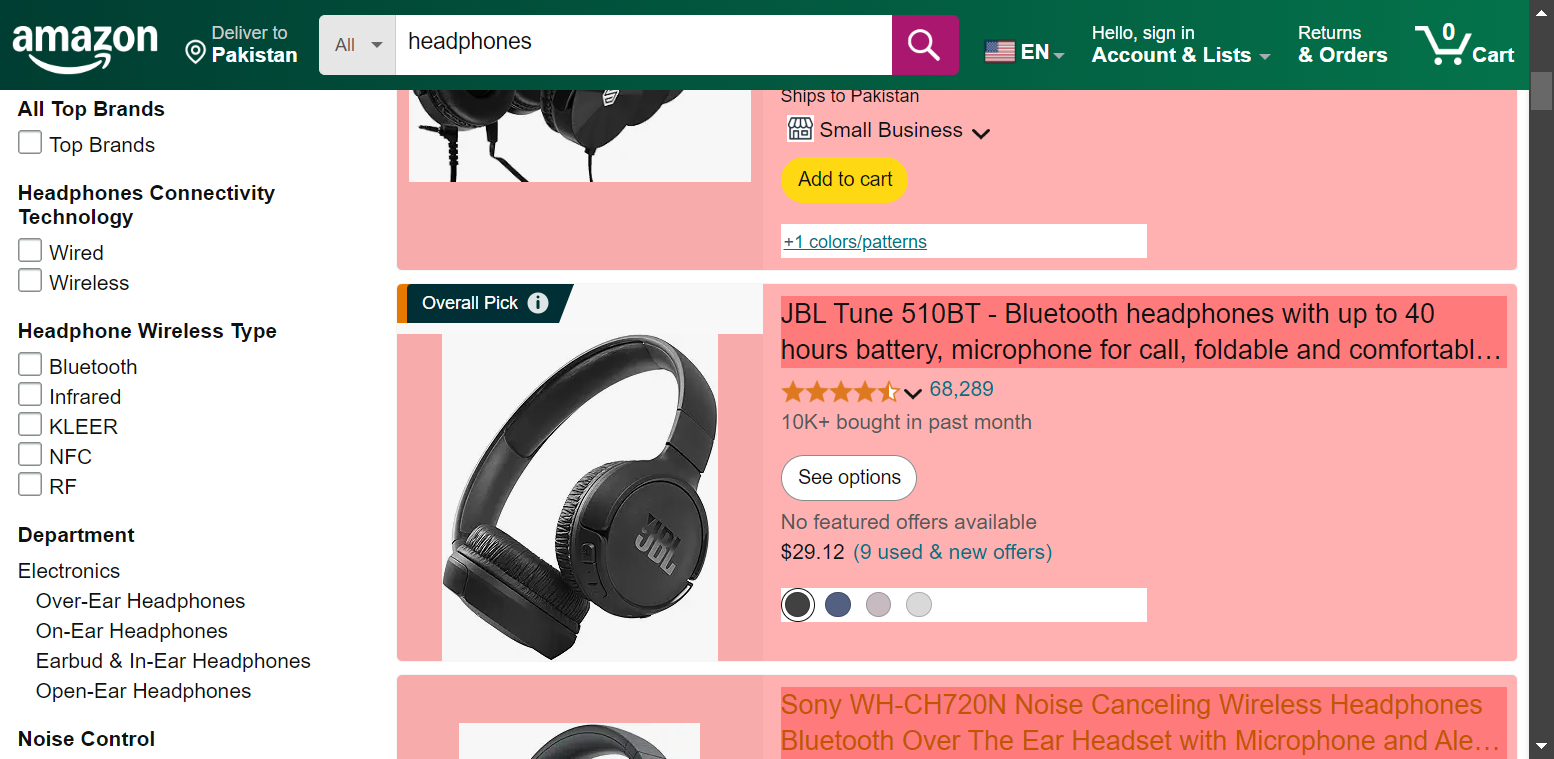 amazon
Deliver to
Pakistan
All
headphones
EN
Hello, sign in
Account & Lists
Returns
& Orders
0
Cart
All Top Brands
Top Brands
Headphones Connectivity
Technology
Wired
Wireless
Headphone Wireless Type
Bluetooth
Infrared
KLEER
NFC
RF
Department
Electronics
Over-Ear Headphones
On-Ear Headphones
Earbud & In-Ear Headphones
Open-Ear Headphones
Noise Control
Ships to Pakistan
Small Business
Add to cart
+1 colors/patterns
Overall Pick
JBL
JBL Tune 510BT - Bluetooth headphones with up to 40
hours battery, microphone for call, foldable and comfortabl…
68,289
10K+ bought in past month
See options
No featured offers available
$29.12 (9 used & new offers)
Sony WH-CH720N Noise Canceling Wireless Headphones
Bluetooth Over The Ear Headset with Microphone and Ale…